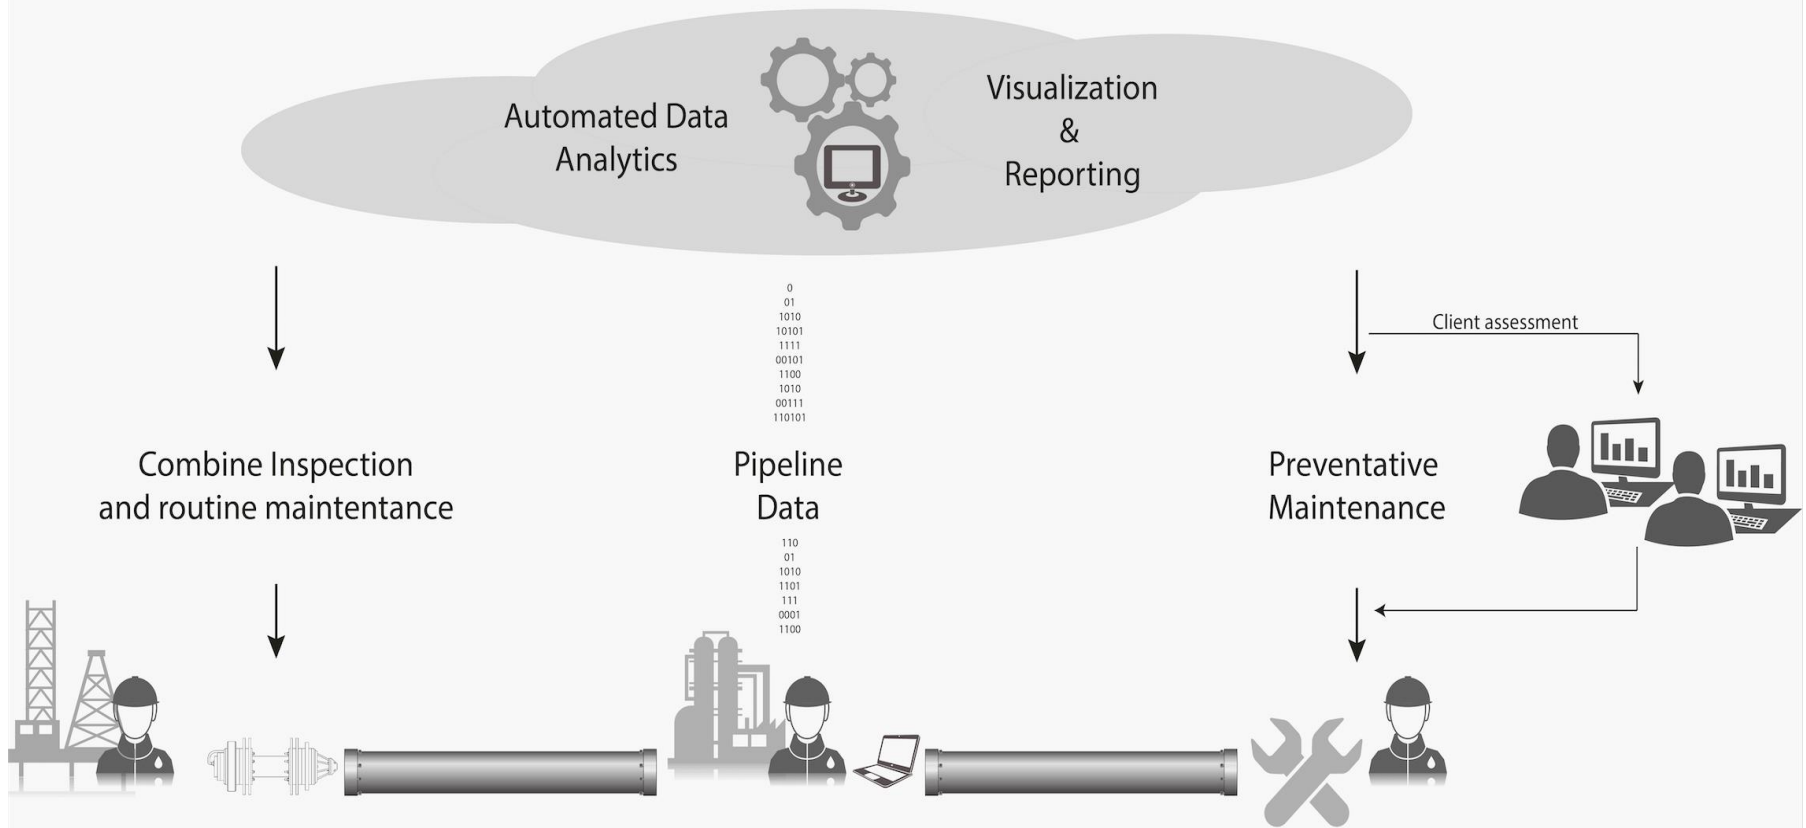 Automated Data
Analytics
Visualization
&
Reporting
0
01
1010
10101
1111
00101
1100
1010
00111
110101
Client assessment
Combine Inspection
and routine maintentance
Pipeline
Data
Preventative
Maintenance
110
01
1010
1101
111
0001
1100